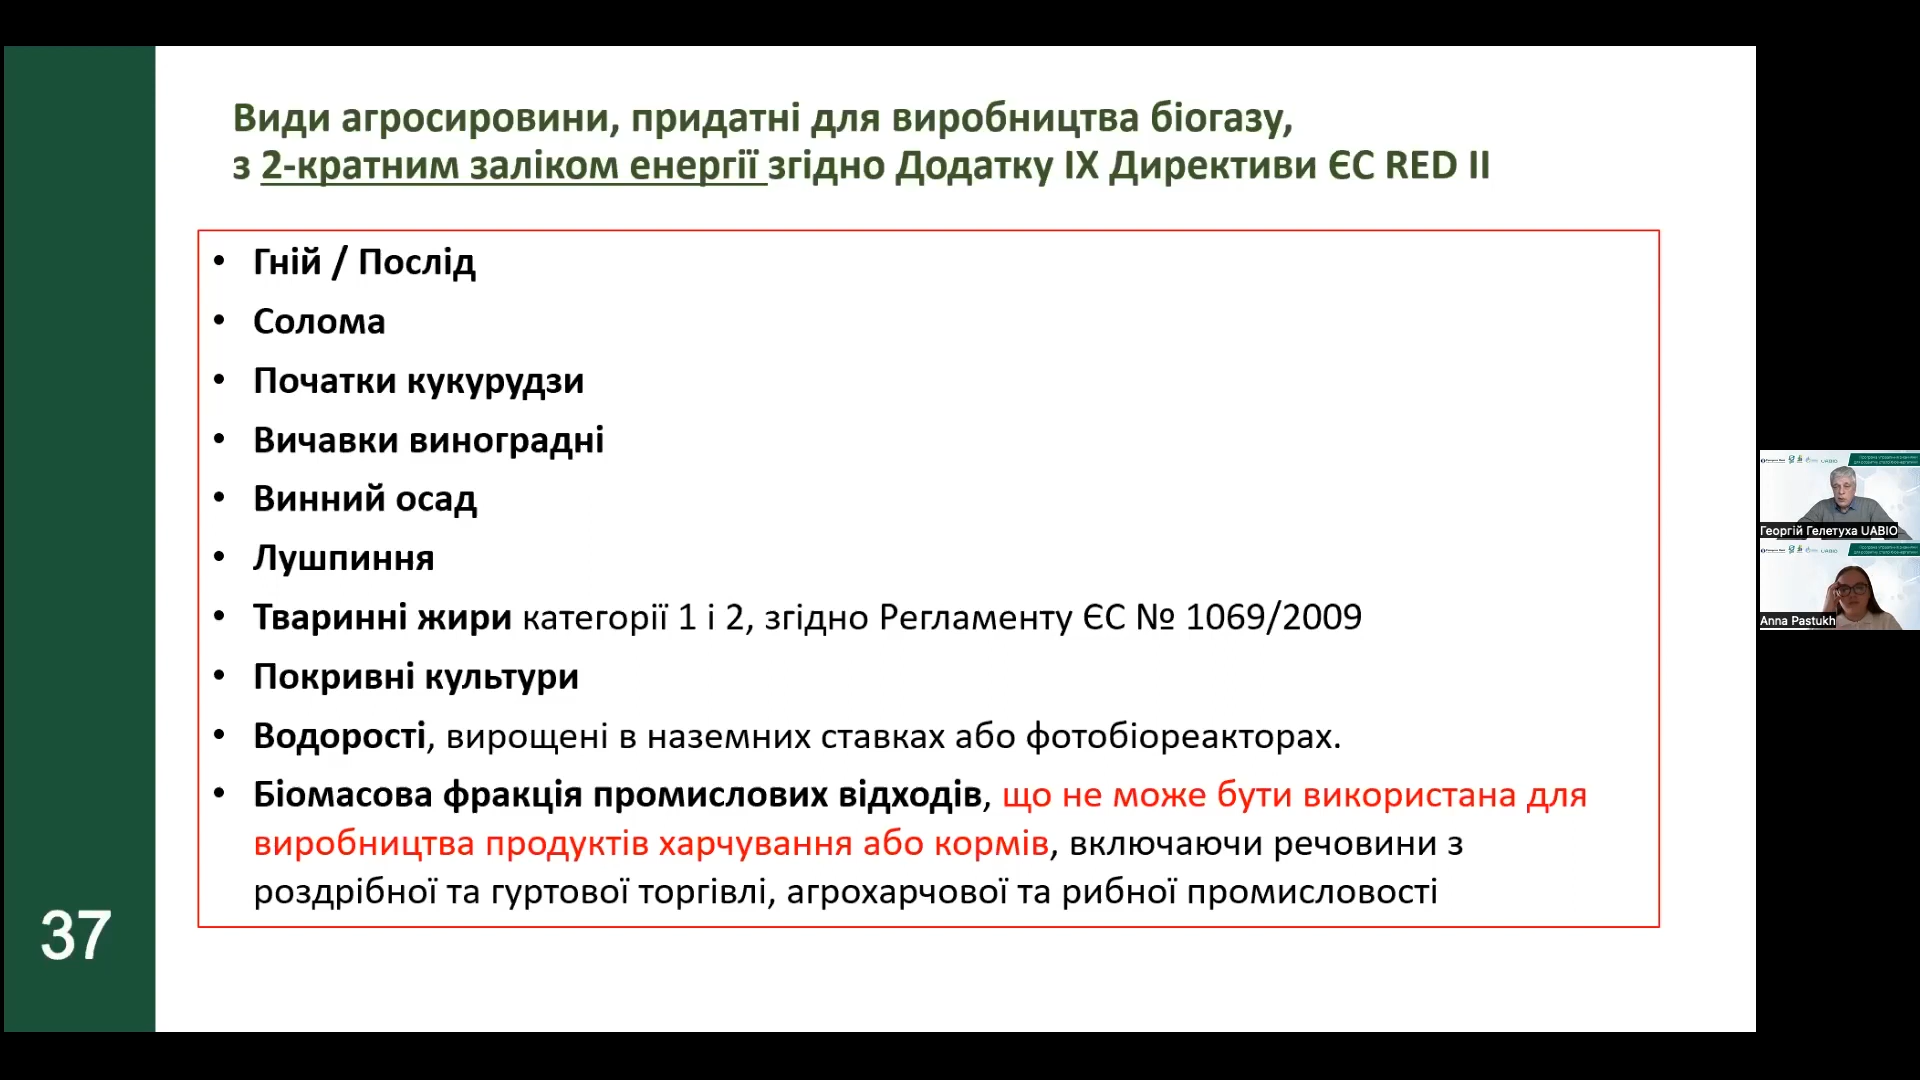 Види агросировини, придатні для виробництва біогазу,
з 2-кратним заліком енергії згідно Додатку IX Директиви ЄС RED II
• Гній / Послід
• Солома
• Початки кукурудзи
• Вичавки виноградні
• Винний осад
• Лушпиння
• Тваринні жири категорії 1 і 2, згідно Регламенту ЄС № 1069/2009
• Покривні культури
• Водорості, вирощені в наземних ставках або фотобіореакторах.
• Біомасова фракція промислових відходів, що не може бути використана для
виробництва продуктів харчування або кормів, включаючи речовини з
роздрібної та гуртової торгівлі, агрохарчової та рибної промисловості
37
UABIO
Георгій Гелетуха UABIO
UABIO
Anna Pastukh